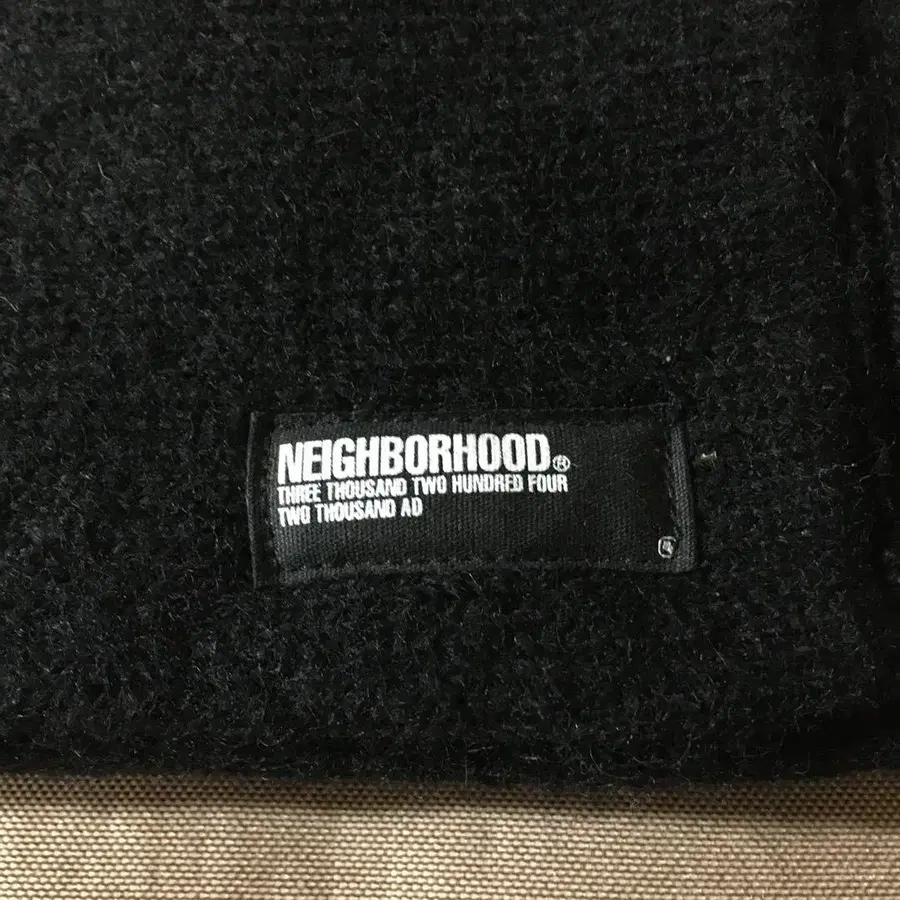 NEIGHBORHOOD®
THREE THOUSAND TWO HUNDRED FOUR
TWO THOUSAND AD